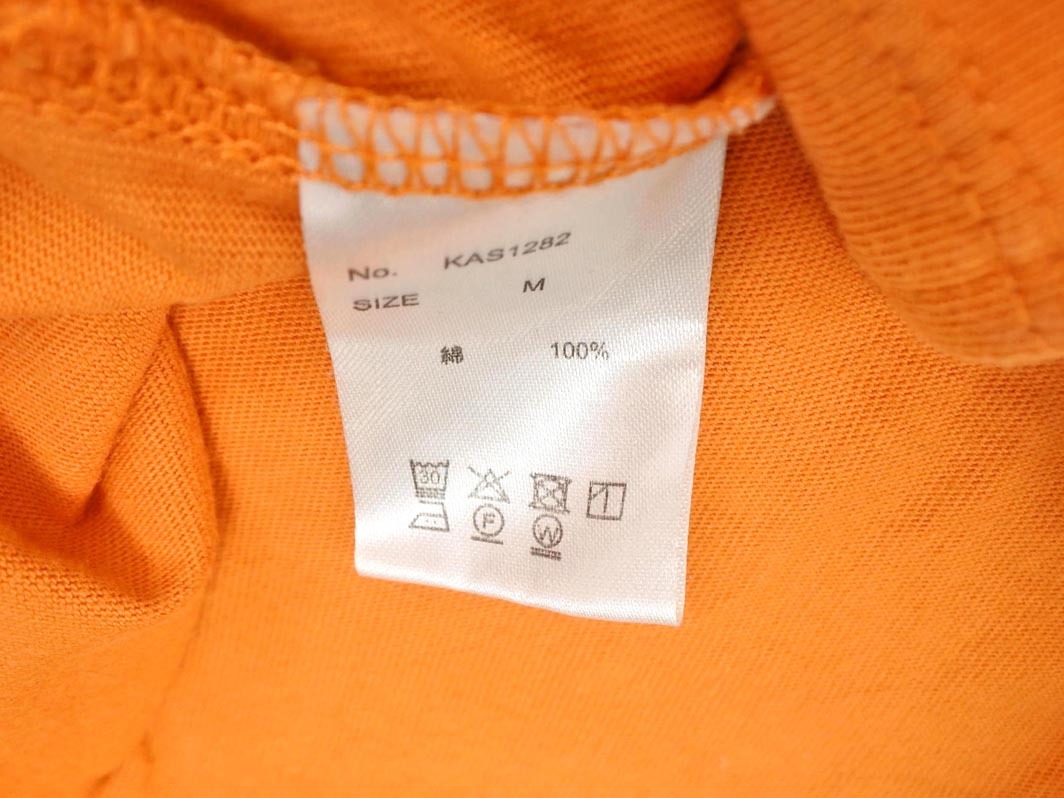 No. KAS1282
SIZE M
綿 100%
30
F W